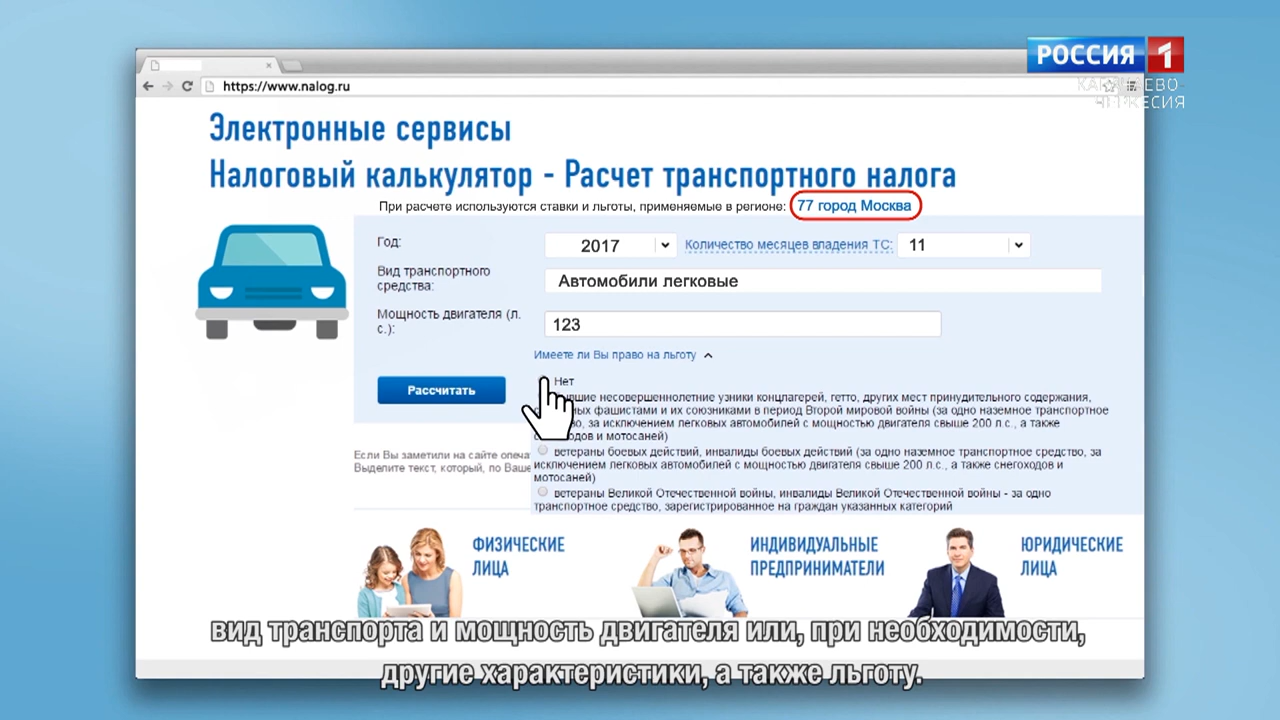 РОССИЯ 1
КАРАЧАЕВО-
ЧЕРКЕСИЯ
https://www.nalog.ru
Электронные сервисы
Налоговый калькулятор - Расчет транспортного налога
При расчете используются ставки и льготы, применяемые в регионе: 77 город Москва
Год: 2017 Количество месяцев владения ТС: 11
Вид транспортного
средства: Автомобили легковые
Мощность двигателя (л.
с.): 123
Имеете ли Вы право на льготу
Рассчитать
Нет
несовершеннолетние узники концлагерей, гетто, других мест принудительного содержания,
фашистами и их союзниками в период Второй мировой войны (за одно наземное транспортное
за исключением легковых автомобилей с мощностью двигателя свыше 200 л.с., а также
и мотосаней)
ветераны боевых действий, инвалиды боевых действий (за одно наземное транспортное средство, за
исключением легковых автомобилей с мощностью двигателя свыше 200 л.с., а также снегоходов и
мотосаней)
ветераны Великой Отечественной войны, инвалиды Великой Отечественной войны - за одно
транспортное средство, зарегистрированное на граждан указанных категорий
Если Вы заметили на сайте опеча
Выделите текст, который, по Ваше
ФИЗИЧЕСКИЕ
ЛИЦА
ИНДИВИДУАЛЬНЫЕ
ПРЕДПРИНИМАТЕЛИ
ЮРИДИЧЕСКИЕ
ЛИЦА
вид транспорта и мощность двигателя или, при необходимости,
другие характеристики, а также льготу.